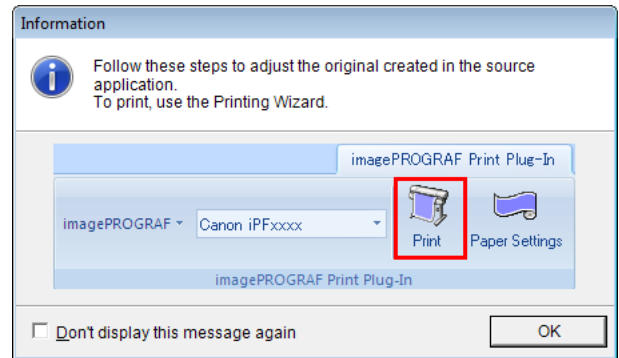 Information
Follow these steps to adjust the original created in the source
application.
To print, use the Printing Wizard.
imagePROGRAF Print Plug-In
imagePROGRAF
Canon iPFxxxx
Print
Paper Settings
imagePROGRAF Print Plug-In
Don't display this message again
OK